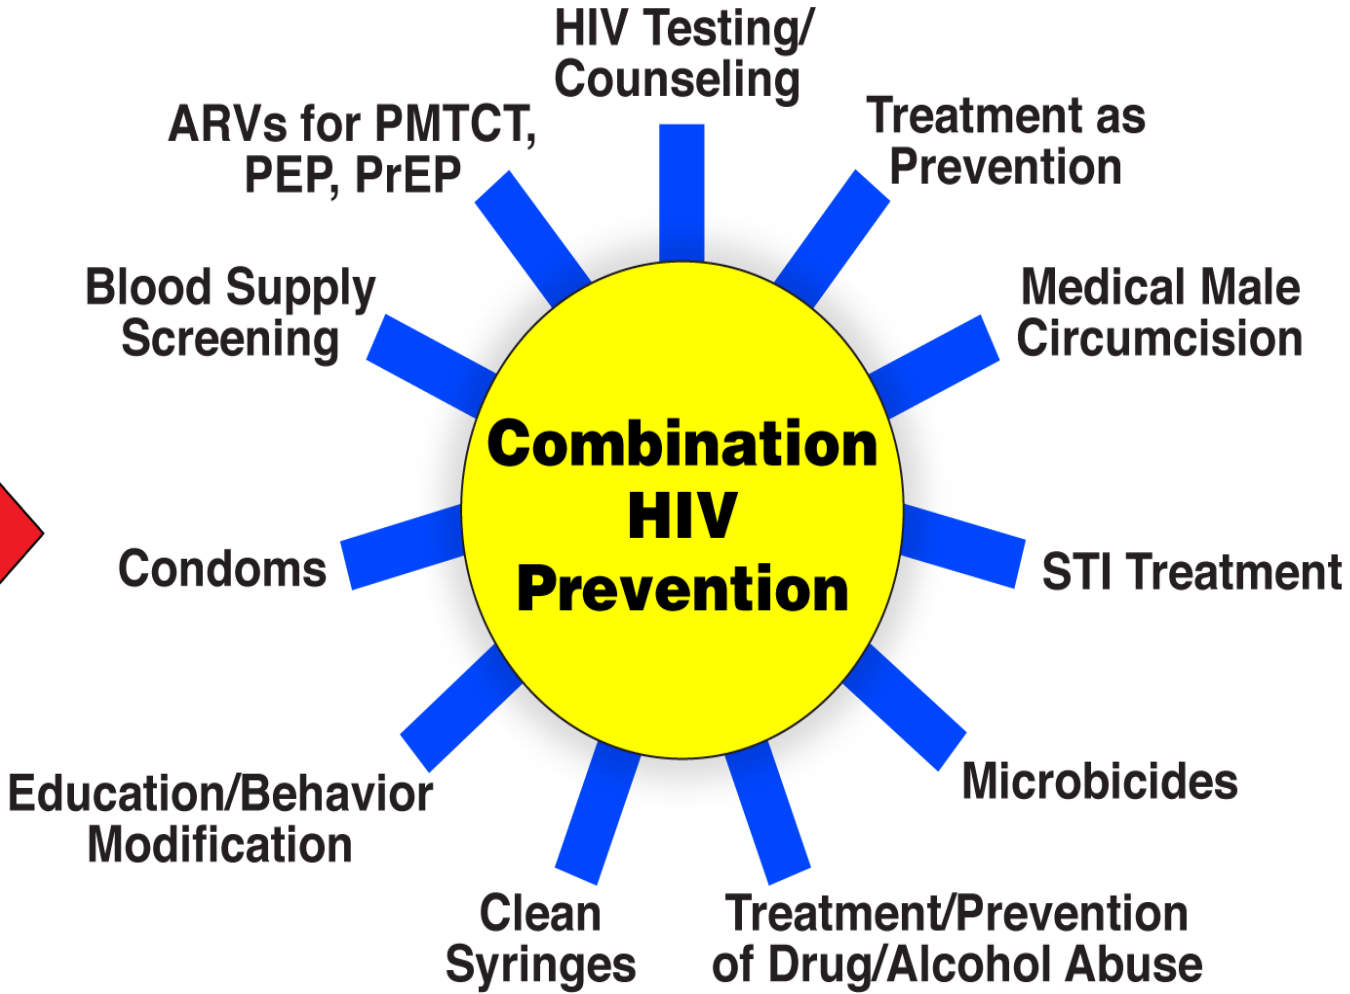 HIV Testing/
Counseling
Treatment as
Prevention
Medical Male
Circumcision
STI Treatment
Microbicides
Treatment/Prevention
of Drug/Alcohol Abuse
Clean
Syringes
Education/Behavior
Modification
Condoms
Blood Supply
Screening
ARVs for PMTCT,
PEP, PrEP
Combination
HIV
Prevention